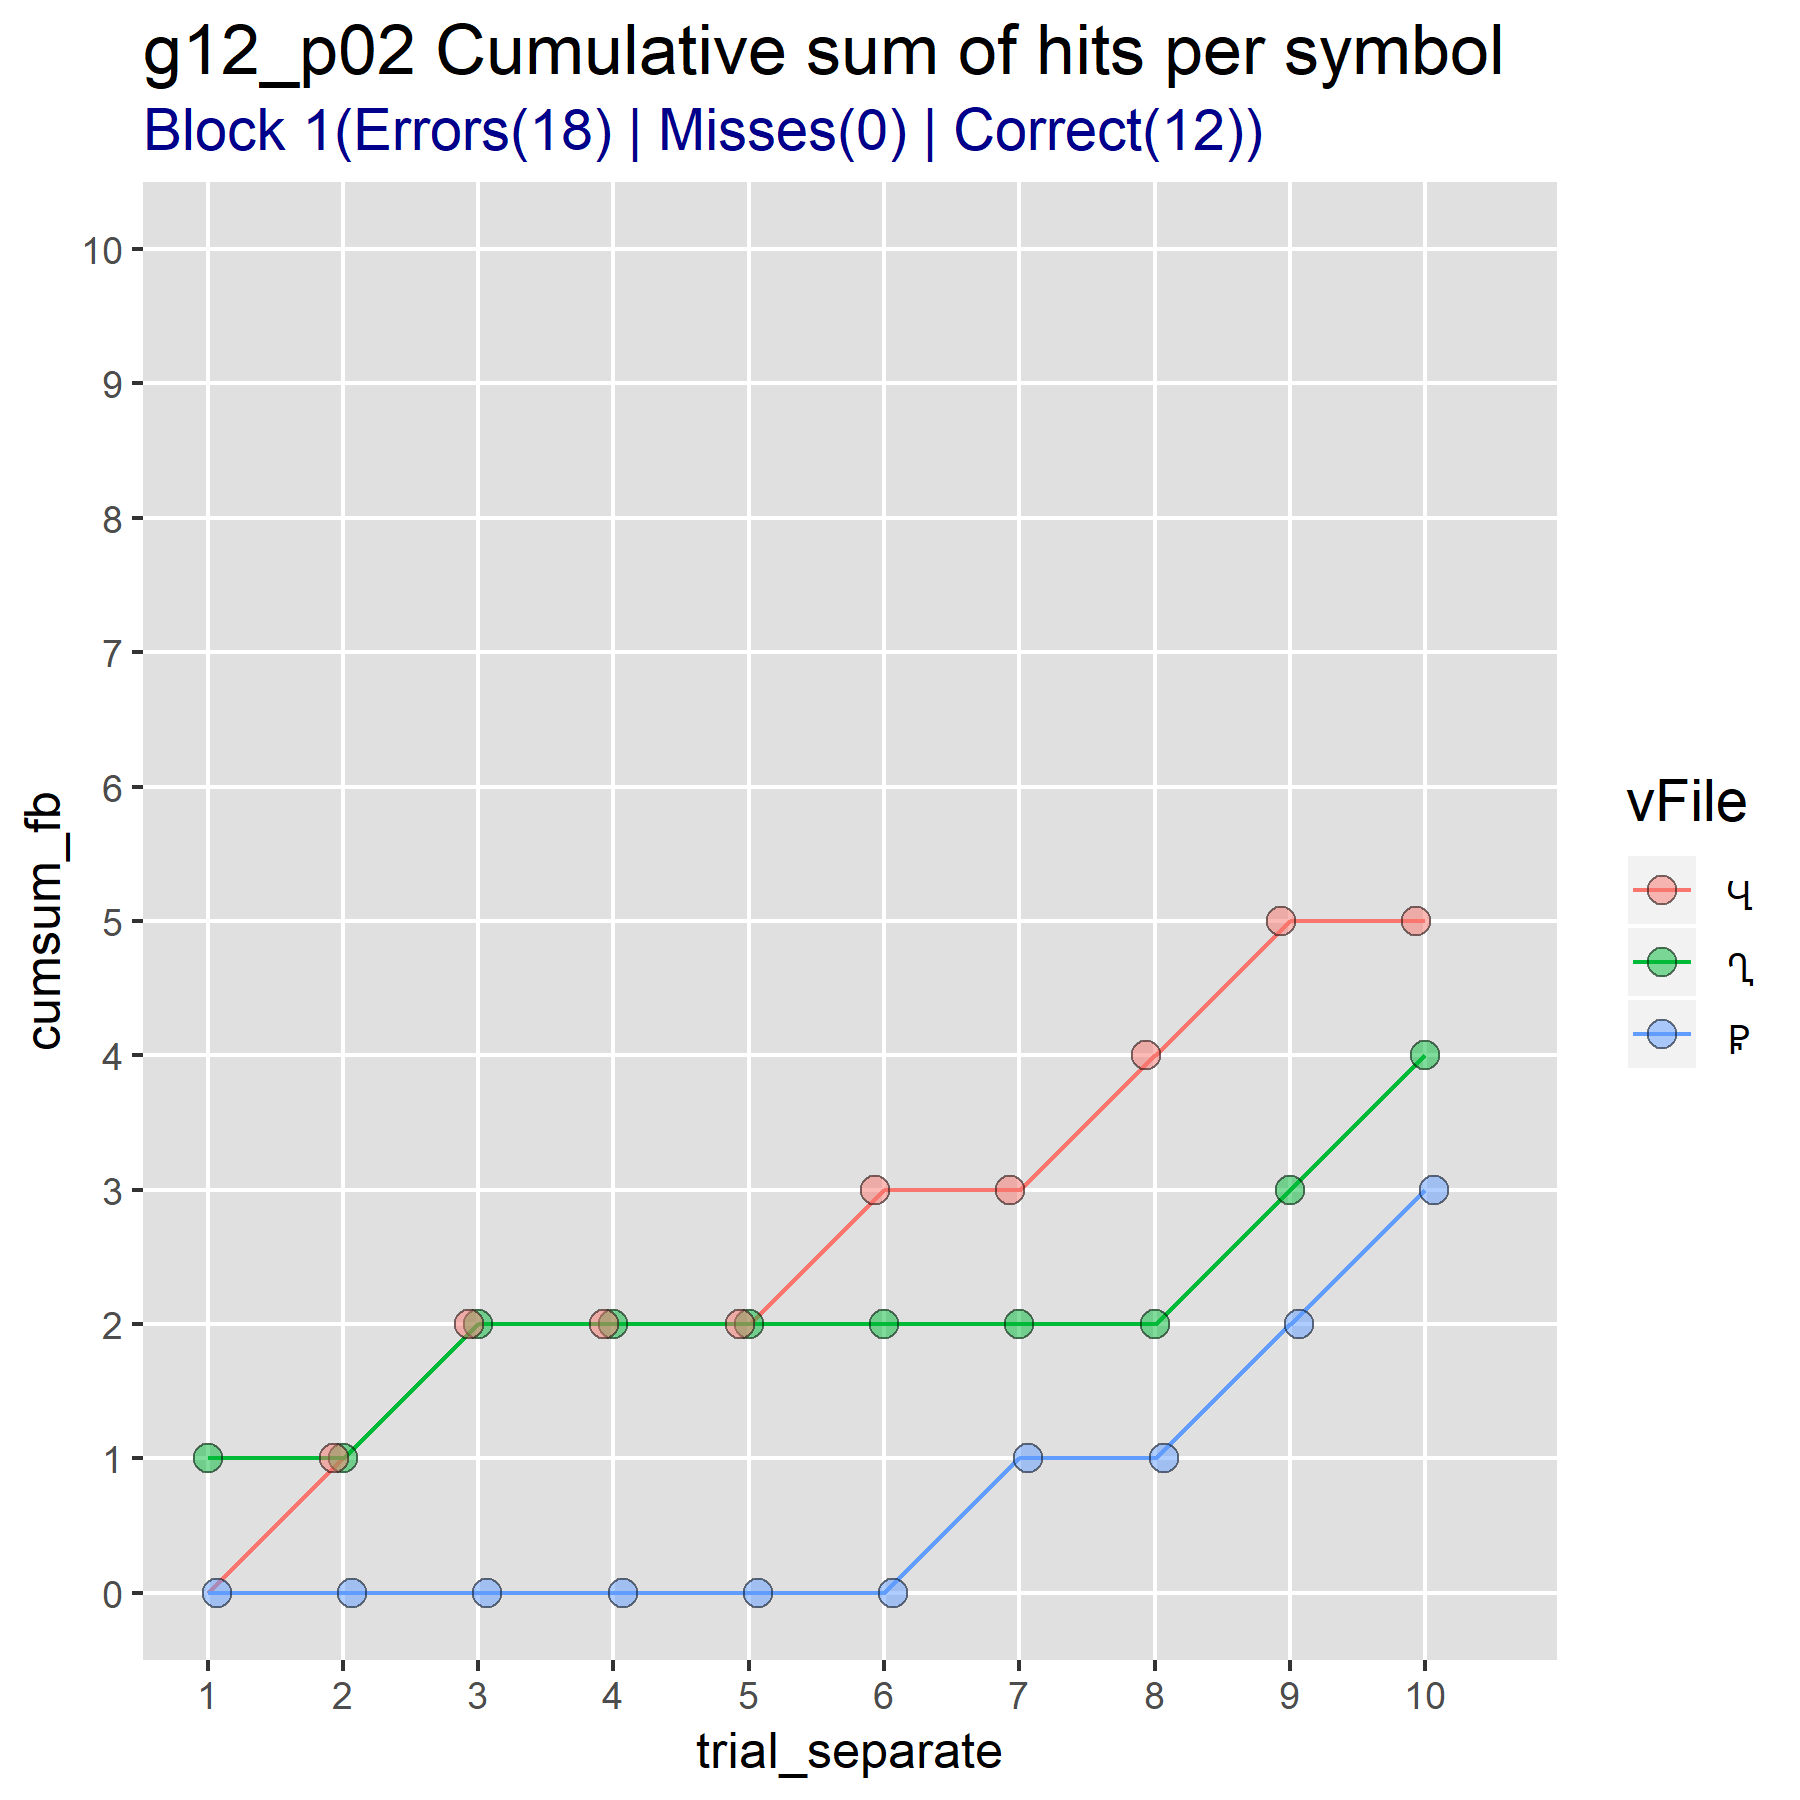 g12_p02 Cumulative sum of hits per symbol
Block 1(Errors(18) | Misses(0) | Correct(12))
10
9
8
7
6
5
4
3
2
1
0
1 2 3 4 5 6 7 8 9 10
trial_separate
cumsum_fb
vFile